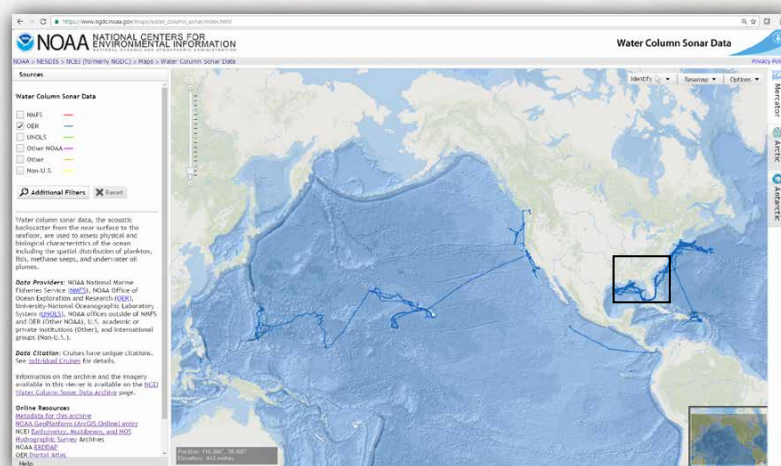 https://www.ngdc.noaa.gov/maps/water_column_sonar/index.html
NOAA NATIONAL CENTERS FOR
ENVIRONMENTAL INFORMATION
NATIONAL OCEANIC AND ATMOSPHERIC ADMINISTRATION
Water Column Sonar Data
NOAA > NESDIS > NCEI (formerly NGDC) > Maps > Water Column Sonar Data
Privacy Poli
Sources
Identify
Basemap
Options
Mercator
Arctic
Antarctic
Water Column Sonar Data
NMFS
OER
UNOLS
Other NOAA
Other
Non-U.S.
Additional Filters
Reset
Water column sonar data, the acoustic
backscatter from the near surface to the
seafloor, are used to assess physical and
biological characteristics of the ocean
including the spatial distribution of plankton,
fish, methane seeps, and underwater oil
plumes.
Data Providers: NOAA National Marine
Fisheries Service (NMFS), NOAA Office of
Ocean Exploration and Research (OER),
University-National Oceanographic Laboratory
System (UNOLS), NOAA offices outside of NMFS
and OER (Other NOAA), U.S. academic or
private institutions (Other), and international
groups (Non-U.S.).
Data Citation: Cruises have unique citations.
See Individual Cruises for details.
Information on the archive and the imagery
available in this viewer is available on the NCEI
Water Column Sonar Data Archive page.
Online Resources
Metadata for this archive
NOAA GeoPlatform (ArcGIS Online) entry
NCEI Bathymetry, Multibeam, and NOS
Hydrographic Survey Archives
NOAA ERDDAP
OER Digital Atlas
Help